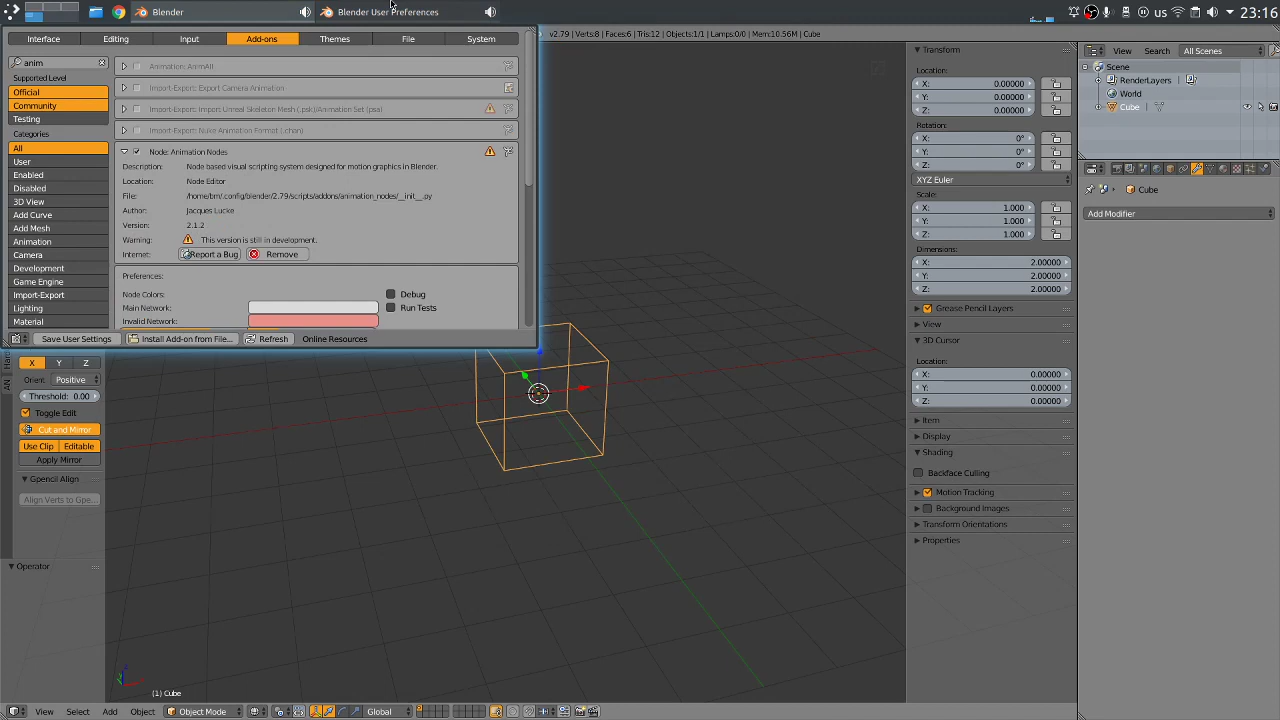 Blender
Blender User Preferences
us
23:16
Interface
Editing
Input
Add-ons
Themes
File
System
v2.79 | Verts:8 | Faces:6 | Tris:12 | Objects:1/1 | Lamps:0/0 | Mem:10.56M | Cube
View
Search
All Scenes
anim
Supported Level
Official
Community
Testing
Categories
All
User
Enabled
Disabled
3D View
Add Curve
Add Mesh
Animation
Camera
Development
Game Engine
Import-Export
Lighting
Material
Animation: AnimAll
Import-Export: Export Camera Animation
Import-Export: Import Unreal Skeleton Mesh (.psk)/Animation Set (psa)
Import-Export: Nuke Animation Format (.chan)
Node: Animation Nodes
Description: Node based visual scripting system designed for motion graphics in Blender.
Location: Node Editor
File: /home/bm/.config/blender/2.79/scripts/addons/animation_nodes/__init__.py
Author: Jacques Lucke
Version: 2.1.2
Warning: This version is still in development.
Internet: Report a Bug Remove
Preferences:
Node Colors:
Debug
Main Network:
Run Tests
Invalid Network:
Save User Settings
Install Add-on from File...
Refresh
Online Resources
X Y Z
Orient: Positive
Threshold: 0.00
Toggle Edit
Cut and Mirror
Use Clip Editable
Apply Mirror
Gpencil Align
Align Verts to Gpe...
Operator
AN
(1) Cube
View
Select
Add
Object
Object Mode
Global
Transform
Location:
X: 0.00000
Y: 0.00000
Z: 0.00000
Rotation:
X: 0°
Y: 0°
Z: 0°
XYZ Euler
Scale:
X: 1.000
Y: 1.000
Z: 1.000
Dimensions:
X: 2.00000
Y: 2.00000
Z: 2.00000
Grease Pencil Layers
View
3D Cursor
Location:
X: 0.00000
Y: 0.00000
Z: 0.00000
Item
Display
Shading
Backface Culling
Motion Tracking
Background Images
Transform Orientations
Properties
Scene
RenderLayers
World
Cube
Cube
Add Modifier